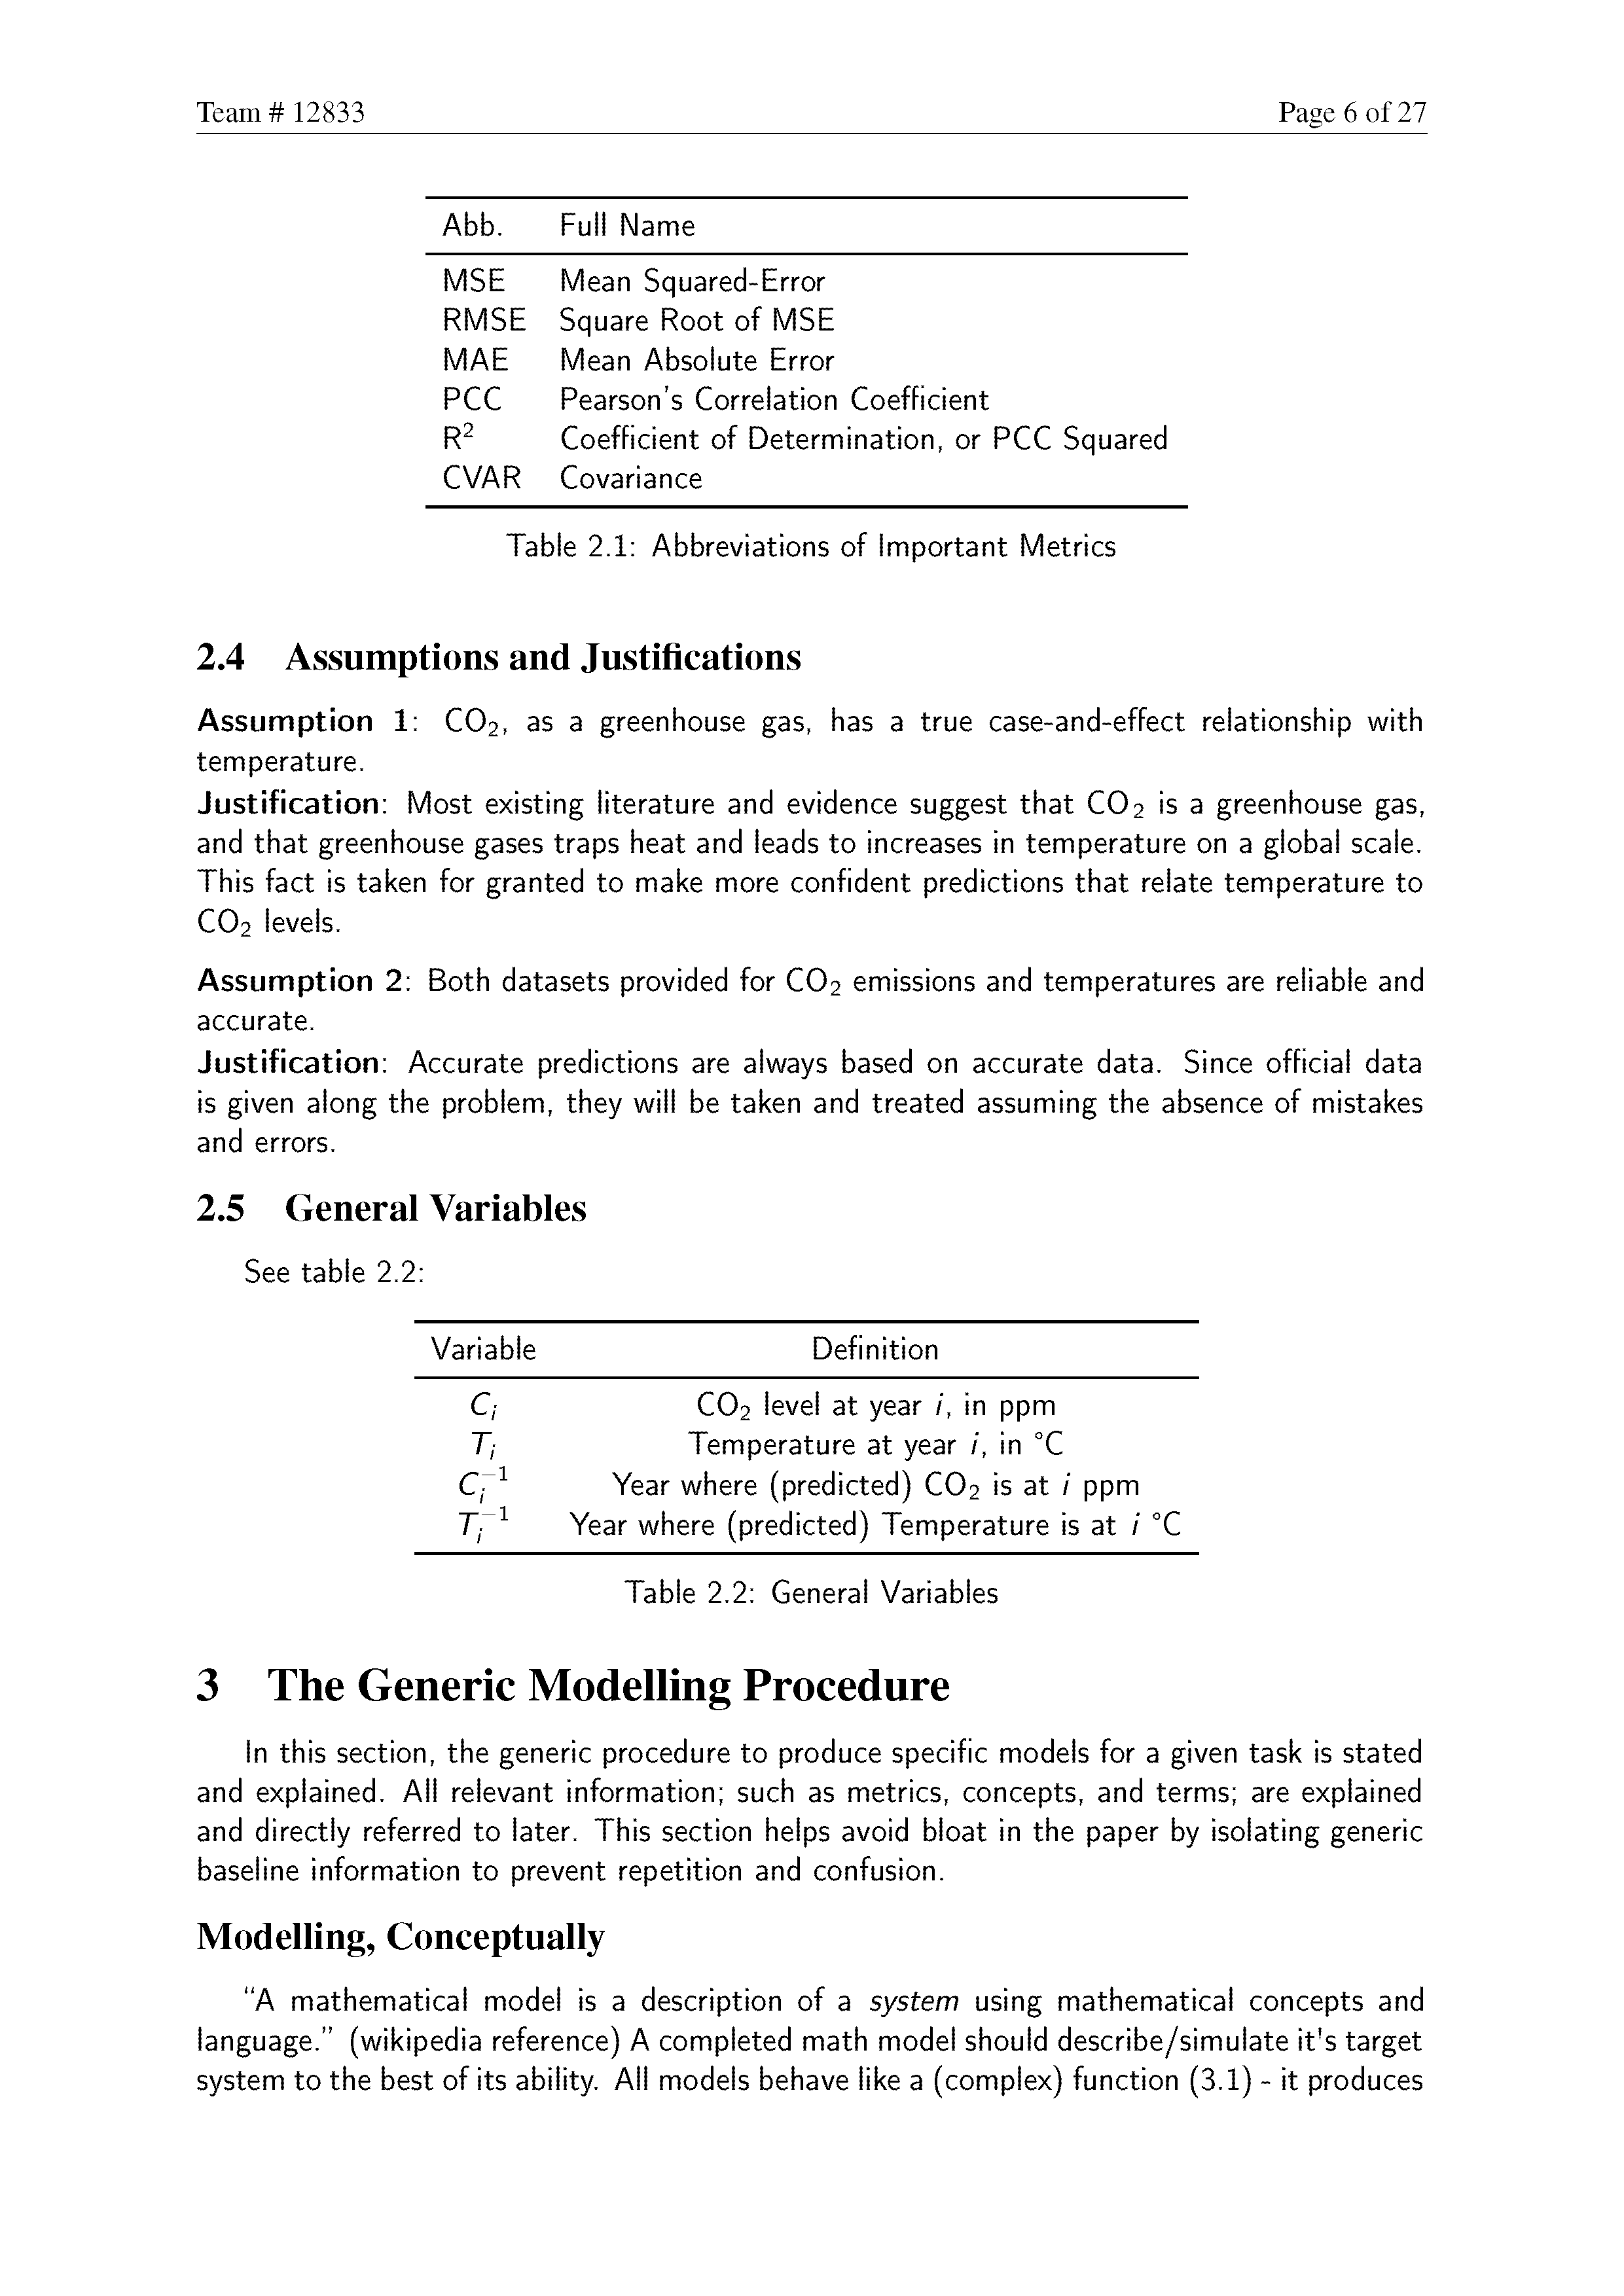 Team # 12833 Page 6 of 27
Abb. Full Name
MSE Mean Squared-Error
RMSE Square Root of MSE
MAE Mean Absolute Error
PCC Pearson's Correlation Coefficient
R² Coefficient of Determination, or PCC Squared
CVAR Covariance
Table 2.1: Abbreviations of Important Metrics
2.4 Assumptions and Justifications
Assumption 1: CO₂, as a greenhouse gas, has a true case-and-effect relationship with
temperature.
Justification: Most existing literature and evidence suggest that CO₂ is a greenhouse gas,
and that greenhouse gases traps heat and leads to increases in temperature on a global scale.
This fact is taken for granted to make more confident predictions that relate temperature to
CO₂ levels.
Assumption 2: Both datasets provided for CO₂ emissions and temperatures are reliable and
accurate.
Justification: Accurate predictions are always based on accurate data. Since official data
is given along the problem, they will be taken and treated assuming the absence of mistakes
and errors.
2.5 General Variables
See table 2.2:
Variable Definition
Cᵢ CO₂ level at year i, in ppm
Tᵢ Temperature at year i, in °C
Cᵢ⁻¹ Year where (predicted) CO₂ is at i ppm
Tᵢ⁻¹ Year where (predicted) Temperature is at i °C
Table 2.2: General Variables
3 The Generic Modelling Procedure
In this section, the generic procedure to produce specific models for a given task is stated
and explained. All relevant information; such as metrics, concepts, and terms; are explained
and directly referred to later. This section helps avoid bloat in the paper by isolating generic
baseline information to prevent repetition and confusion.
Modelling, Conceptually
“A mathematical model is a description of a system using mathematical concepts and
language.” (wikipedia reference) A completed math model should describe/simulate it's target
system to the best of its ability. All models behave like a (complex) function (3.1) - it produces